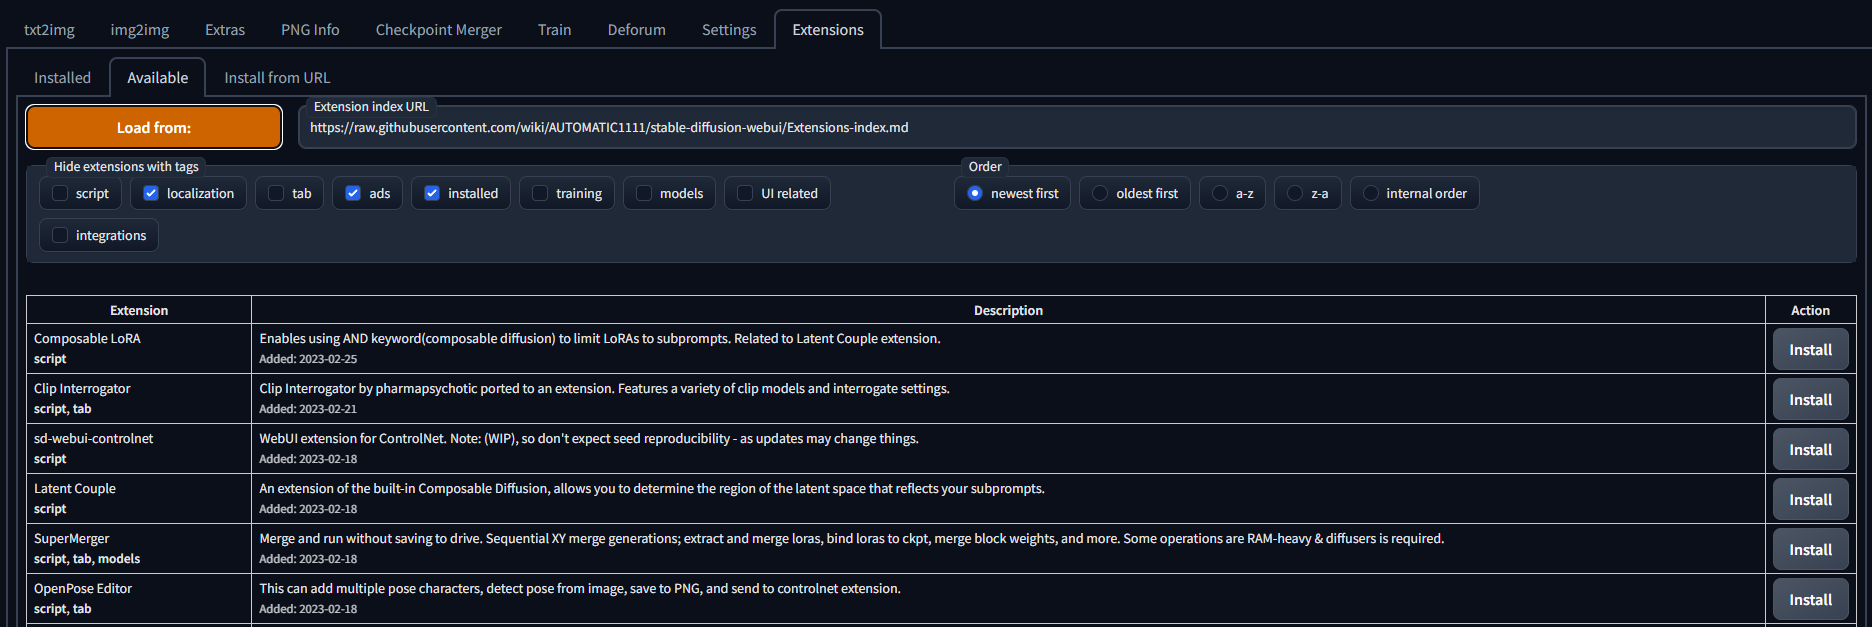 txt2img img2img Extras PNG Info Checkpoint Merger Train Deforum Settings Extensions
Installed Available Install from URL
Load from:
Extension index URL
https://raw.githubusercontent.com/wiki/AUTOMATIC1111/stable-diffusion-webui/Extensions-index.md
Hide extensions with tags
script localization tab ads installed training models UI related
integrations
Order
newest first oldest first a-z z-a internal order
Extension Description Action
Composable LoRA
script
Enables using AND keyword(composable diffusion) to limit LoRAs to subprompts. Related to Latent Couple extension.
Added: 2023-02-25
Install
Clip Interrogator
script, tab
Clip Interrogator by pharmapsychotic ported to an extension. Features a variety of clip models and interrogate settings.
Added: 2023-02-21
Install
sd-webui-controlnet
script
WebUI extension for ControlNet. Note: (WIP), so don't expect seed reproducibility - as updates may change things.
Added: 2023-02-18
Install
Latent Couple
script
An extension of the built-in Composable Diffusion, allows you to determine the region of the latent space that reflects your subprompts.
Added: 2023-02-18
Install
SuperMerger
script, tab, models
Merge and run without saving to drive. Sequential XY merge generations; extract and merge loras, bind loras to ckpt, merge block weights, and more. Some operations are RAM-heavy & diffusers is required.
Added: 2023-02-18
Install
OpenPose Editor
script, tab
This can add multiple pose characters, detect pose from image, save to PNG, and send to controlnet extension.
Added: 2023-02-18
Install